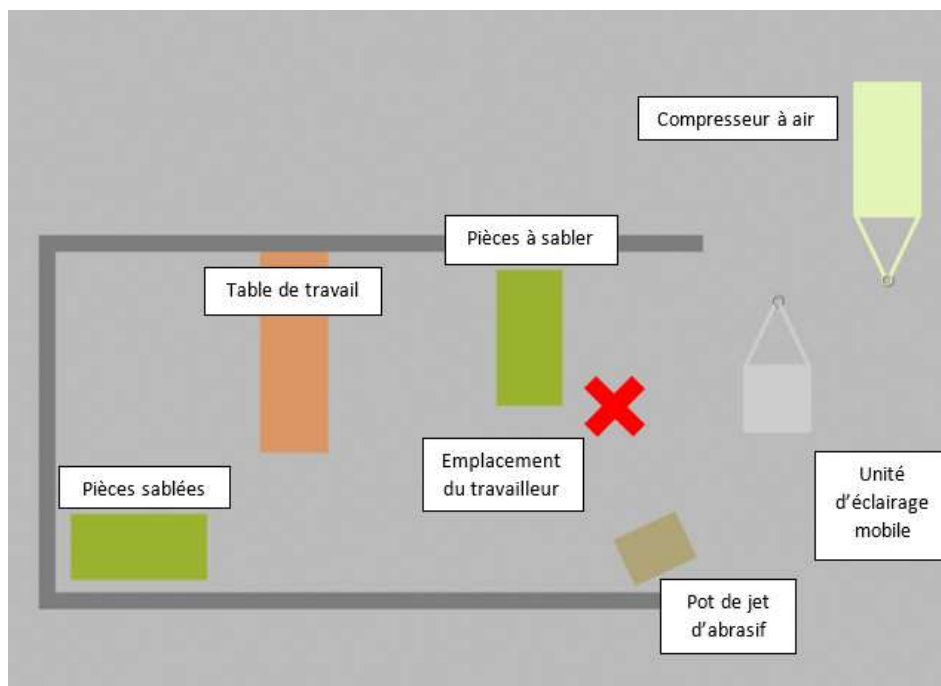 Compresseur à air
Pièces à sabler
Table de travail
Emplacement
du travailleur
Pièces sablées
Unité
d'éclairage
mobile
Pot de jet
d'abrasif